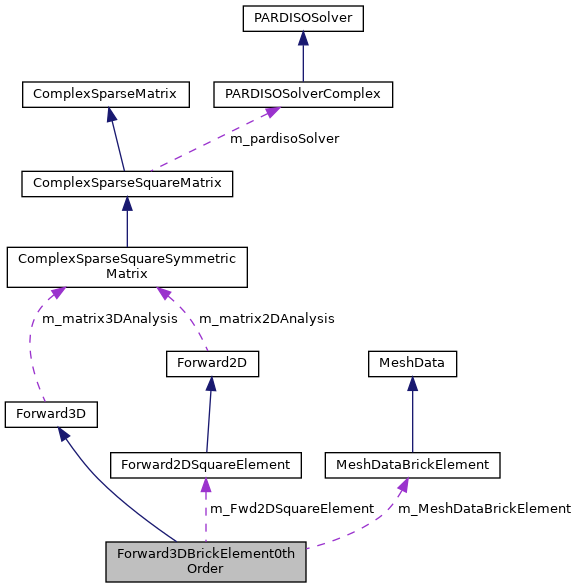 PARDISOSolver
ComplexSparseMatrix
PARDISOSolverComplex
m_pardisoSolver
ComplexSparseSquareMatrix
ComplexSparseSquareSymmetric
Matrix
m_matrix3DAnalysis
m_matrix2DAnalysis
Forward2D
MeshData
Forward3D
Forward2DSquareElement
MeshDataBrickElement
m_Fwd2DSquareElement
m_MeshDataBrickElement
Forward3DBrickElement0th
Order